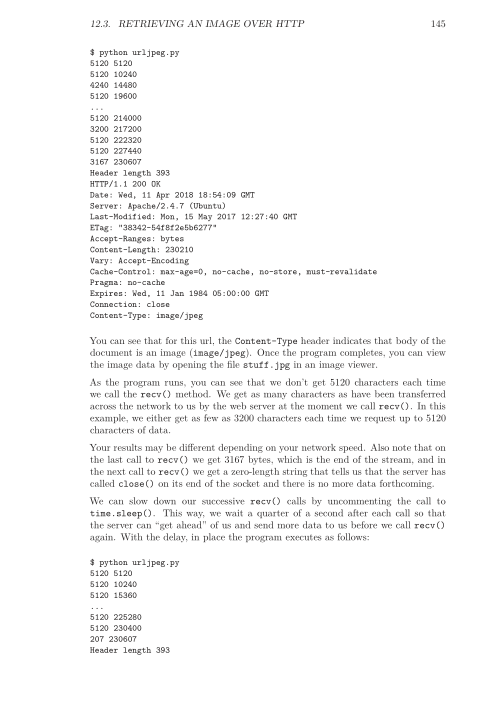 12.3. RETRIEVING AN IMAGE OVER HTTP 145
$ python urljpeg.py
5120 5120
5120 10240
4240 14480
5120 19600
...
5120 214000
3200 217200
5120 222320
5120 227440
3167 230607
Header length 393
HTTP/1.1 200 OK
Date: Wed, 11 Apr 2018 18:54:09 GMT
Server: Apache/2.4.7 (Ubuntu)
Last-Modified: Mon, 15 May 2017 12:27:40 GMT
ETag: "38342-54f8f2e5b6277"
Accept-Ranges: bytes
Content-Length: 230210
Vary: Accept-Encoding
Cache-Control: max-age=0, no-cache, no-store, must-revalidate
Pragma: no-cache
Expires: Wed, 11 Jan 1984 05:00:00 GMT
Connection: close
Content-Type: image/jpeg
You can see that for this url, the Content-Type header indicates that body of the
document is an image (image/jpeg). Once the program completes, you can view
the image data by opening the file stuff.jpg in an image viewer.
As the program runs, you can see that we don't get 5120 characters each time
we call the recv() method. We get as many characters as have been transferred
across the network to us by the web server at the moment we call recv(). In this
example, we either get as few as 3200 characters each time we request up to 5120
characters of data.
Your results may be different depending on your network speed. Also note that on
the last call to recv() we get 3167 bytes, which is the end of the stream, and in
the next call to recv() we get a zero-length string that tells us that the server has
called close() on its end of the socket and there is no more data forthcoming.
We can slow down our successive recv() calls by uncommenting the call to
time.sleep(). This way, we wait a quarter of a second after each call so that
the server can "get ahead" of us and send more data to us before we call recv()
again. With the delay, in place the program executes as follows:
$ python urljpeg.py
5120 5120
5120 10240
5120 15360
...
5120 225280
5120 230400
207 230607
Header length 393